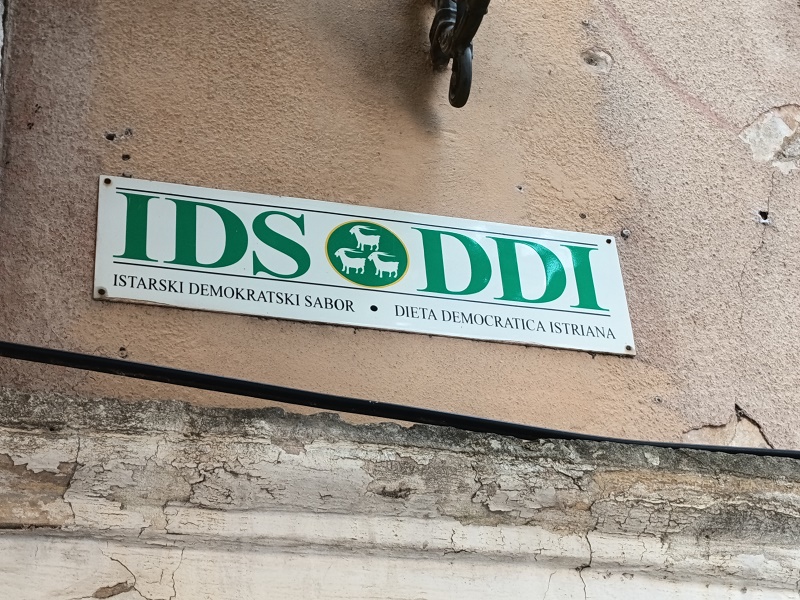 IDS DDI
ISTARSKI DEMOKRATSKI SABOR • DIETA DEMOCRATICA ISTRIANA